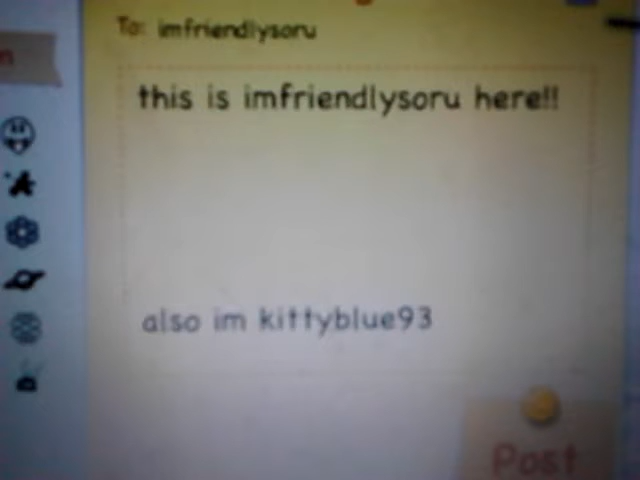 To: imfriendlysoru
this is imfriendlysoru here!!
also im kittyblue93
Post